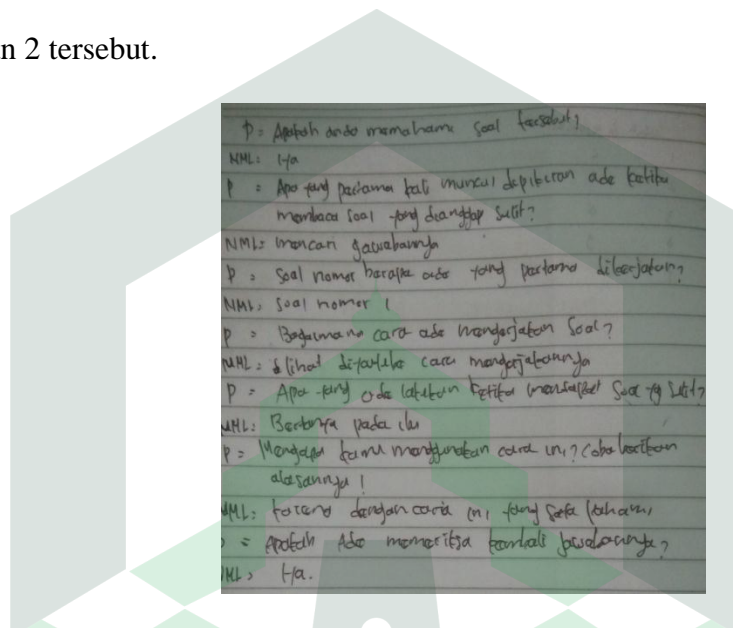 n 2 tersebut.
P = Apakah anda memahami soal tersebut?
NML: Iya
P = Apa yang pertama kali muncul dipikiran ade ketika
membaca soal yang dianggap sulit?
NML: mencari jawabannya
P = Soal nomor berapa ade yang pertama dikerjakan?
NML: Soal nomor 1
P = Bagaimana cara ade mengerjakan soal?
NML: dilihat di cara mengerjakannya
P = Apa yang ade lakukan ketika mendapat soal yg sulit?
NML: Bertanya pada
P = Mengapa kamu menggunakan cara ini? Coba berikan
alasannya!
NML: karena dengan cara ini yang saya pahami
P = Apakah Ade memeriksa kembali jawabannya?
NML: Iya.